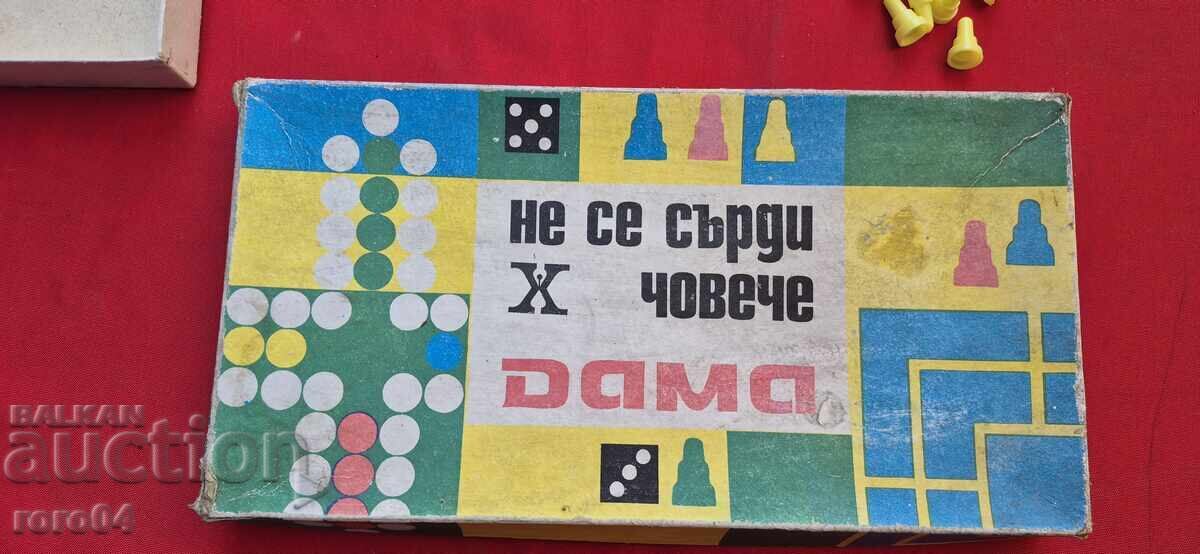 не се сърди
човече
дама
BALKAN
auction
roro04